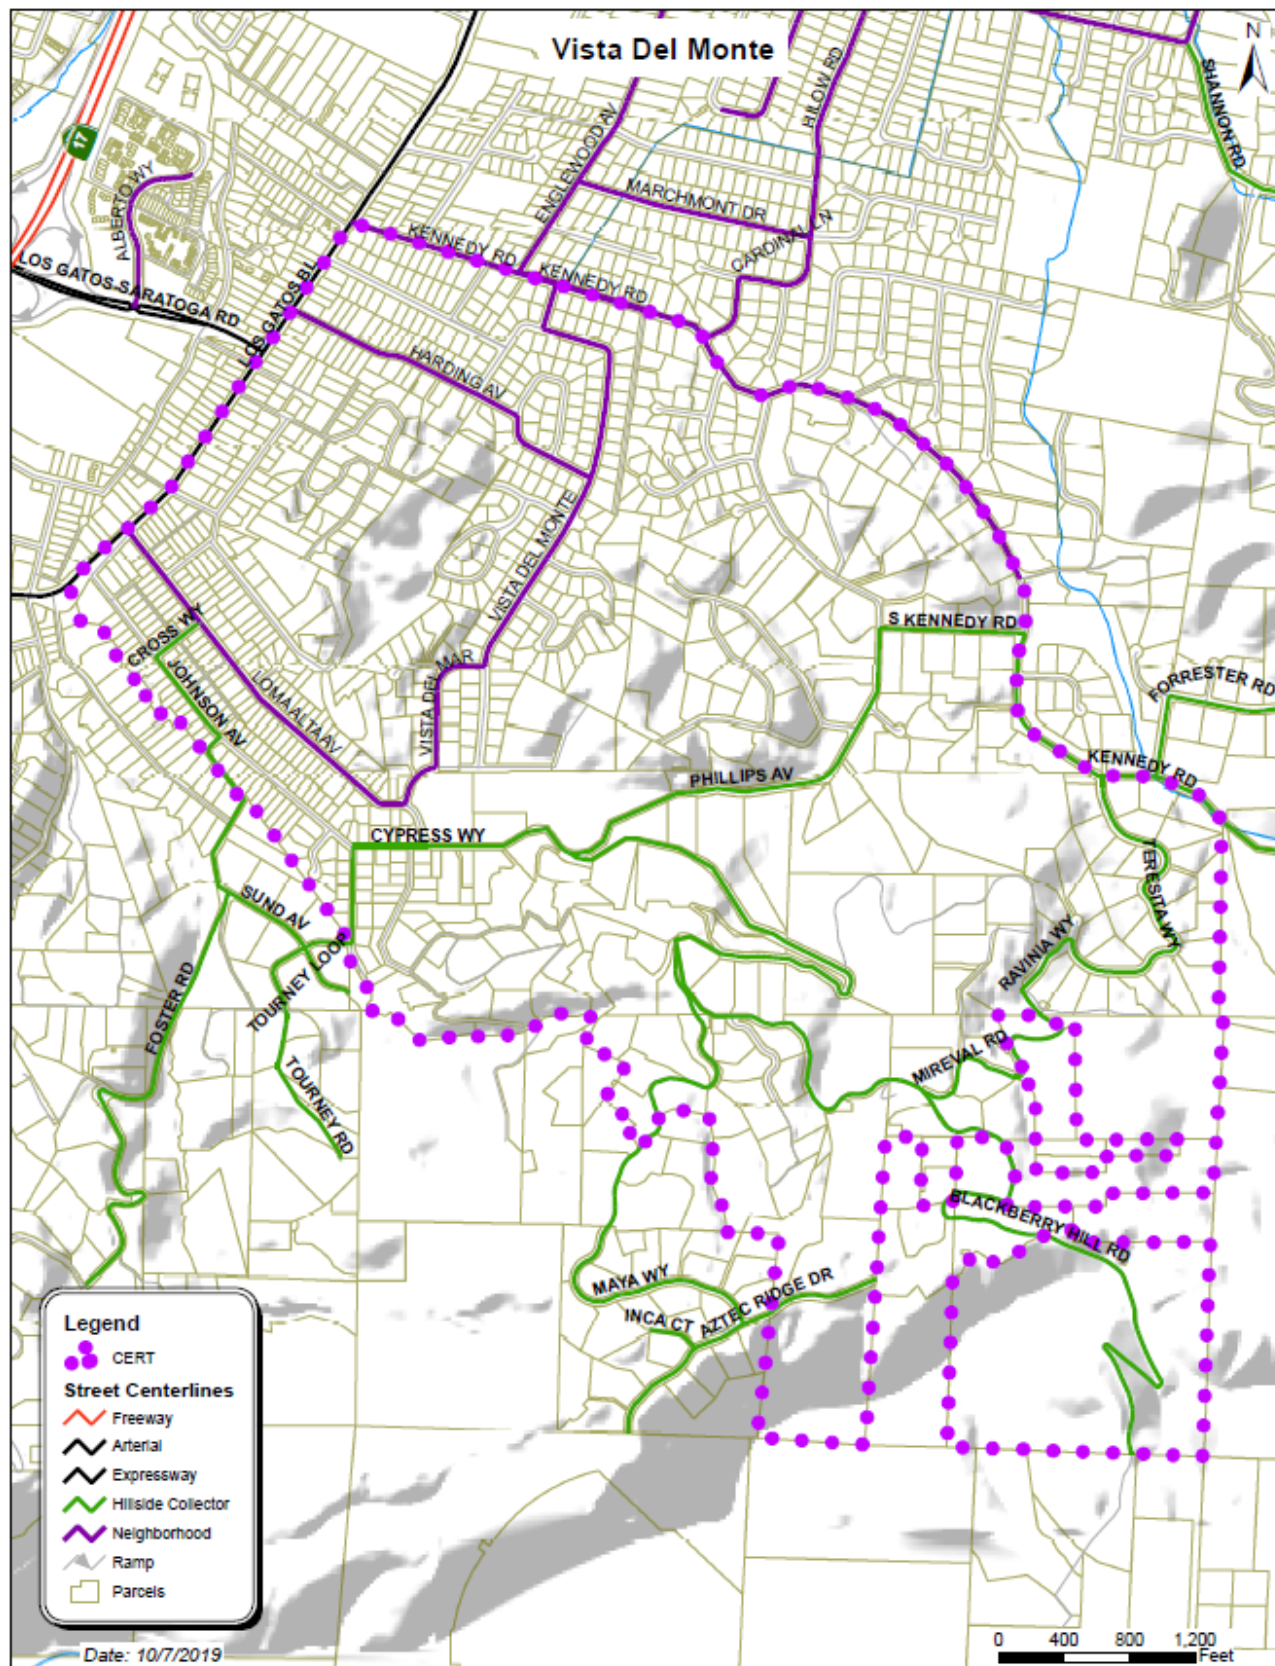 Vista Del Monte
N
17
SHANNON RD
HILOW RD
ENGLEWOOD AV
MARCHMONT DR
CARDINAL LN
ALBERTO WY
KENNEDY RD
KENNEDY RD
LOS GATOS-SARATOGA RD
LOS GATOS BL
HARDING AV
VISTA DEL MONTE
S KENNEDY RD
CROSS WY
JOHNSON AV
LOMA ALTA AV
VISTA DEL MAR
FORRESTER RD
KENNEDY RD
PHILLIPS AV
CYPRESS WY
TERESITA WY
SUND AV
RAVINIA WY
TOURNEY LOOP
FOSTER RD
MIREVAL RD
TOURNEY RD
BLACKBERRY HILL RD
MAYA WY
INCA CT
AZTEC RIDGE DR
Legend
CERT
Street Centerlines
Freeway
Arterial
Expressway
Hillside Collector
Neighborhood
Ramp
Parcels
Date: 10/7/2019
0 400 800 1,200
Feet